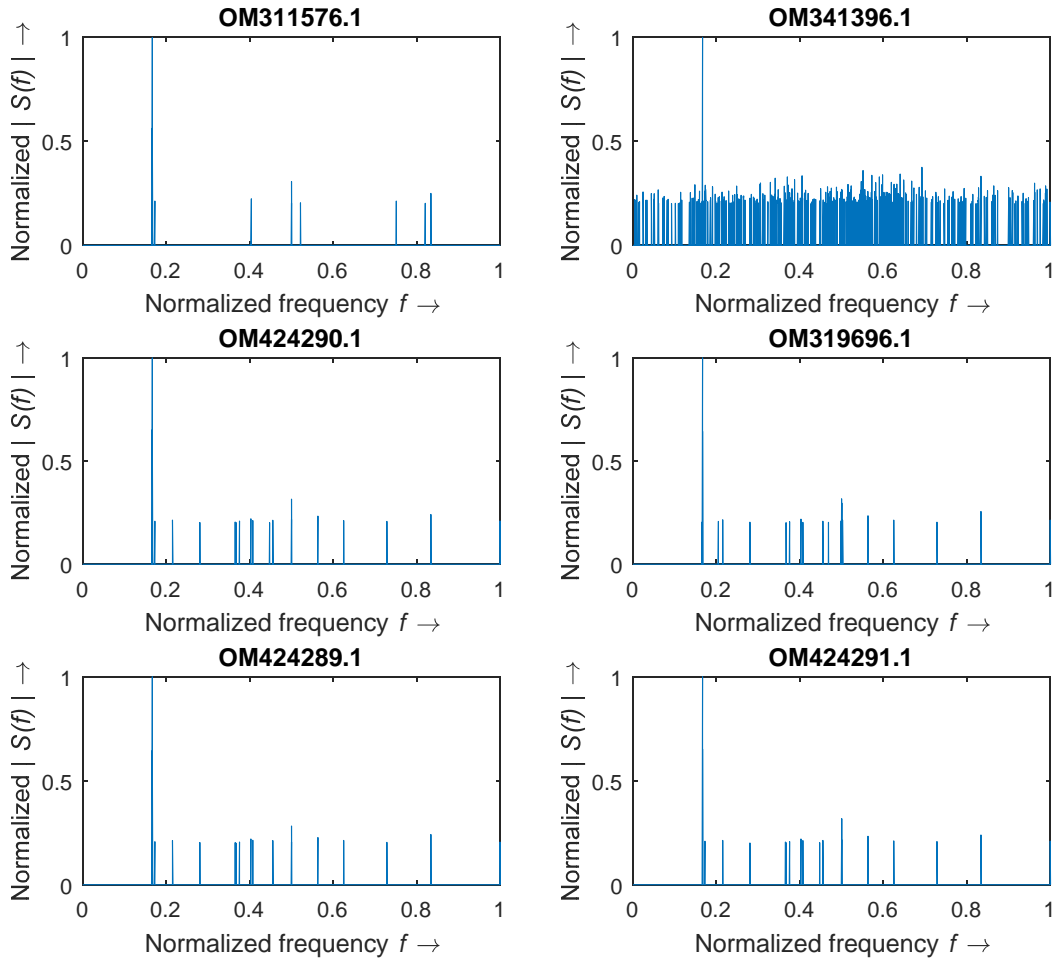 OM311576.1
Normalized | S(f) | →
1
0.5
0
0 0.2 0.4 0.6 0.8 1
Normalized frequency f →
OM341396.1
Normalized | S(f) | →
1
0.5
0
0 0.2 0.4 0.6 0.8 1
Normalized frequency f →
OM424290.1
Normalized | S(f) | →
1
0.5
0
0 0.2 0.4 0.6 0.8 1
Normalized frequency f →
OM319696.1
Normalized | S(f) | →
1
0.5
0
0 0.2 0.4 0.6 0.8 1
Normalized frequency f →
OM424289.1
Normalized | S(f) | →
1
0.5
0
0 0.2 0.4 0.6 0.8 1
Normalized frequency f →
OM424291.1
Normalized | S(f) | →
1
0.5
0
0 0.2 0.4 0.6 0.8 1
Normalized frequency f →